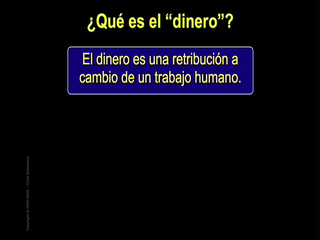 ¿Qué es el “dinero”?
El dinero es una retribución a
cambio de un trabajo humano.